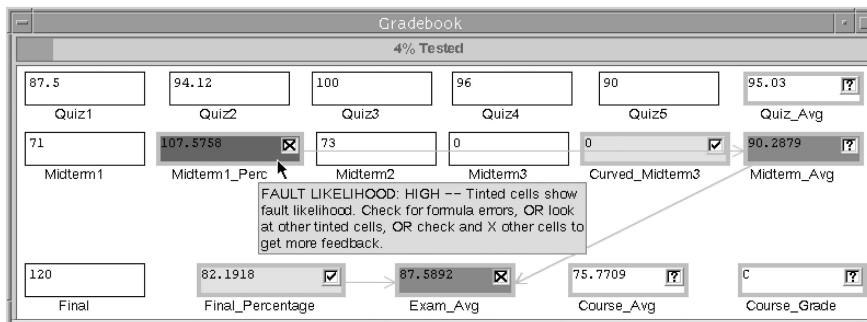 Gradebook
4% Tested
87.5 94.12 100 96 90 95.03 ?
Quiz1 Quiz2 Quiz3 Quiz4 Quiz5 Quiz_Avg
71 107.5758 X 73 0 0 90.2879 ?
Midterm1 Midterm1_Perc Midterm2 Midterm3 Curved_Midterm3 Midterm_Avg
FAULT LIKELIHOOD: HIGH -- Tinted cells show
fault likelihood. Check for formula errors, OR look
at other tinted cells, OR check and X other cells to
get more feedback.
120 82.1918 87.5892 X 75.7709 ? C ?
Final Final_Percentage Exam_Avg Course_Avg Course_Grade